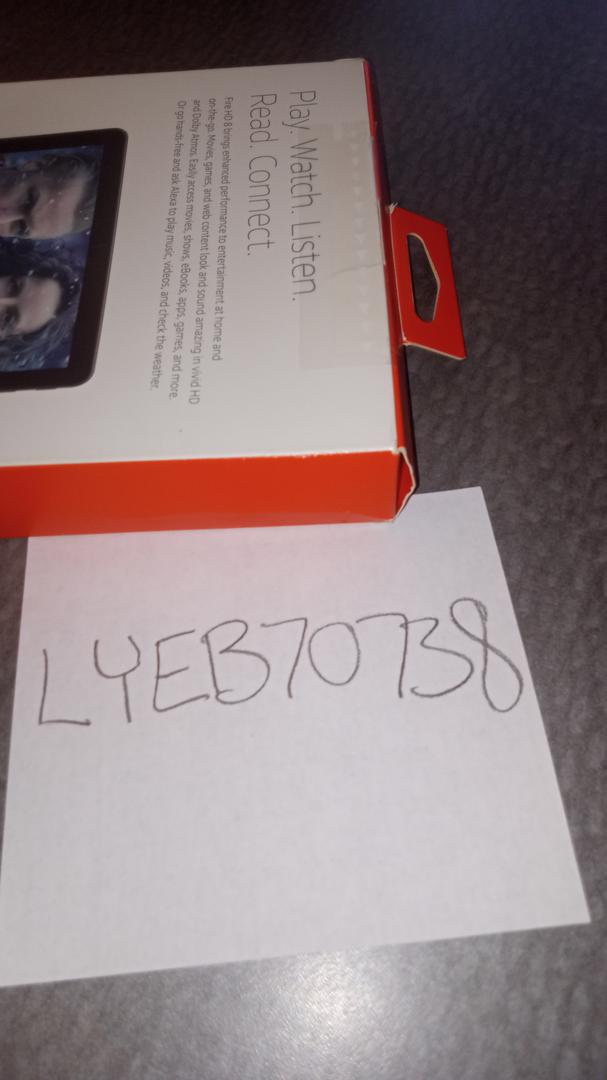 Play. Watch. Listen.
Read. Connect.
Fire HD 8 brings enhanced performance to entertainment at home and
on-the-go. Movies, games, and web content look and sound amazing in vivid HD
and Dolby Atmos. Easily access movies, shows, eBooks, apps, games, and more.
Or go hands-free and ask Alexa to play music, videos, and check the weather.
LYEB70738